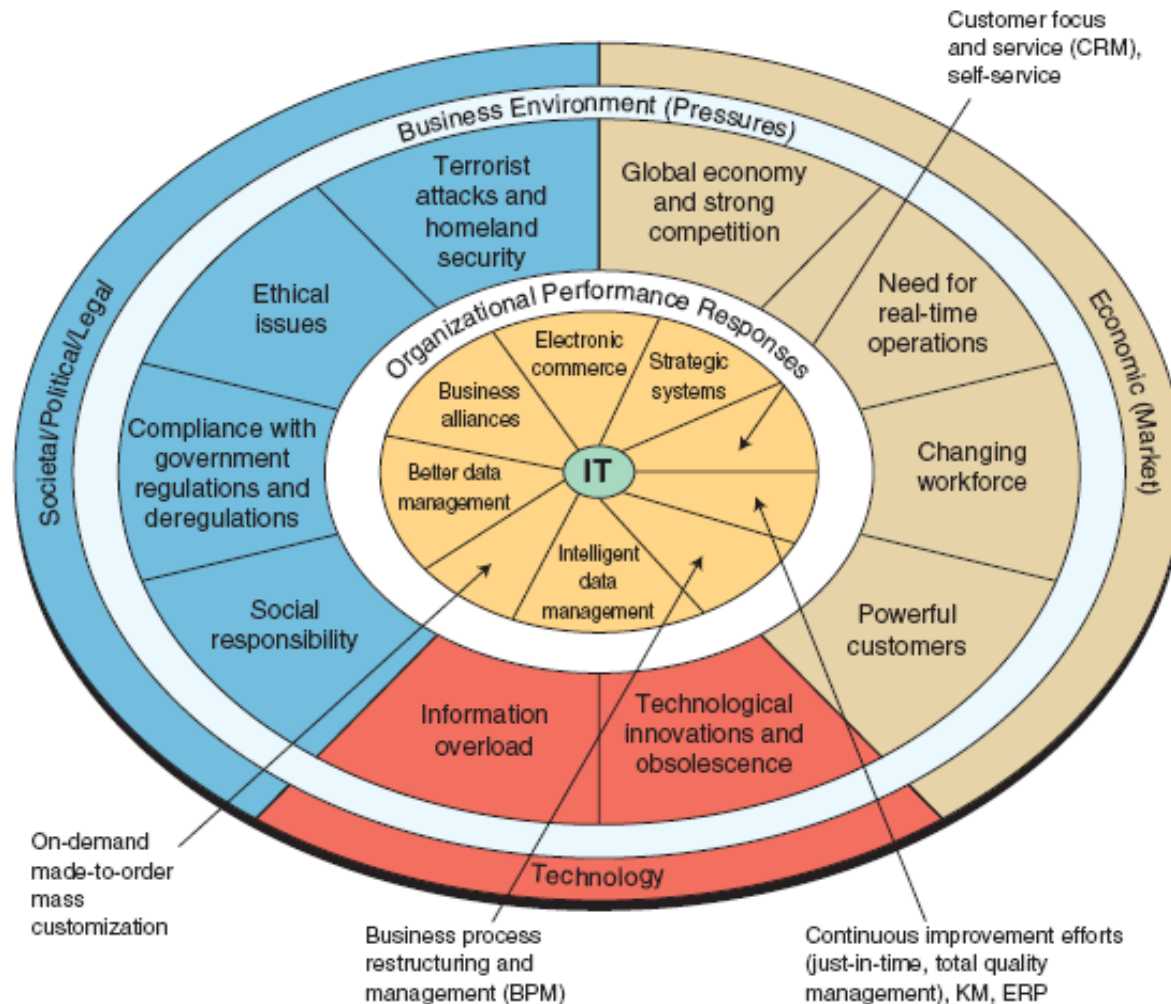 Customer focus
and service (CRM),
self-service
Business Environment (Pressures)
Terrorist
attacks and
homeland
security
Global economy
and strong
competition
Ethical
issues
Need for
real-time
operations
Societal/Political/Legal
Economic (Market)
Organizational Performance Responses
Electronic
commerce
Strategic
systems
Business
alliances
Compliance with
government
regulations and
deregulations
Changing
workforce
IT
Better data
management
Intelligent
data
management
Social
responsibility
Powerful
customers
Information
overload
Technological
innovations and
obsolescence
Technology
On-demand
made-to-order
mass
customization
Business process
restructuring and
management (BPM)
Continuous improvement efforts
(just-in-time, total quality
management), KM, ERP